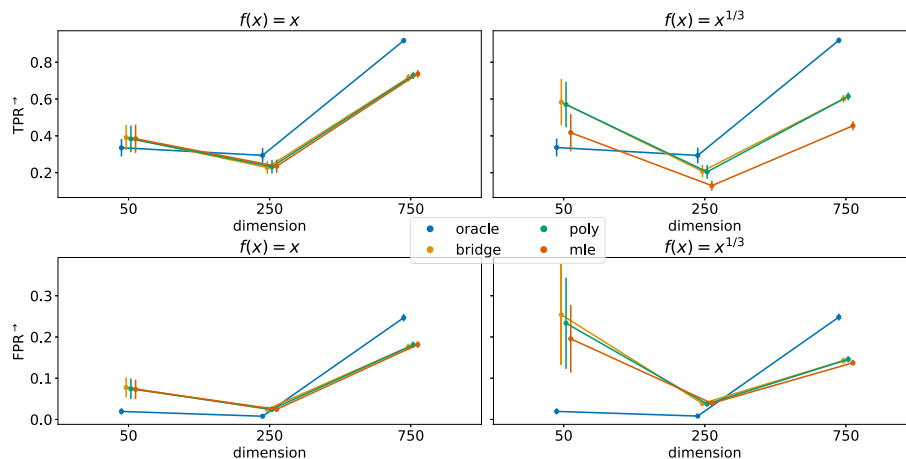 f(x) = x
f(x) = x^{1/3}
TPR→
0.8
0.6
0.4
0.2
50 250 750
50 250 750
dimension
dimension
oracle poly
bridge mle
f(x) = x
f(x) = x^{1/3}
FPR→
0.3
0.2
0.1
0.0
50 250 750
50 250 750
dimension
dimension